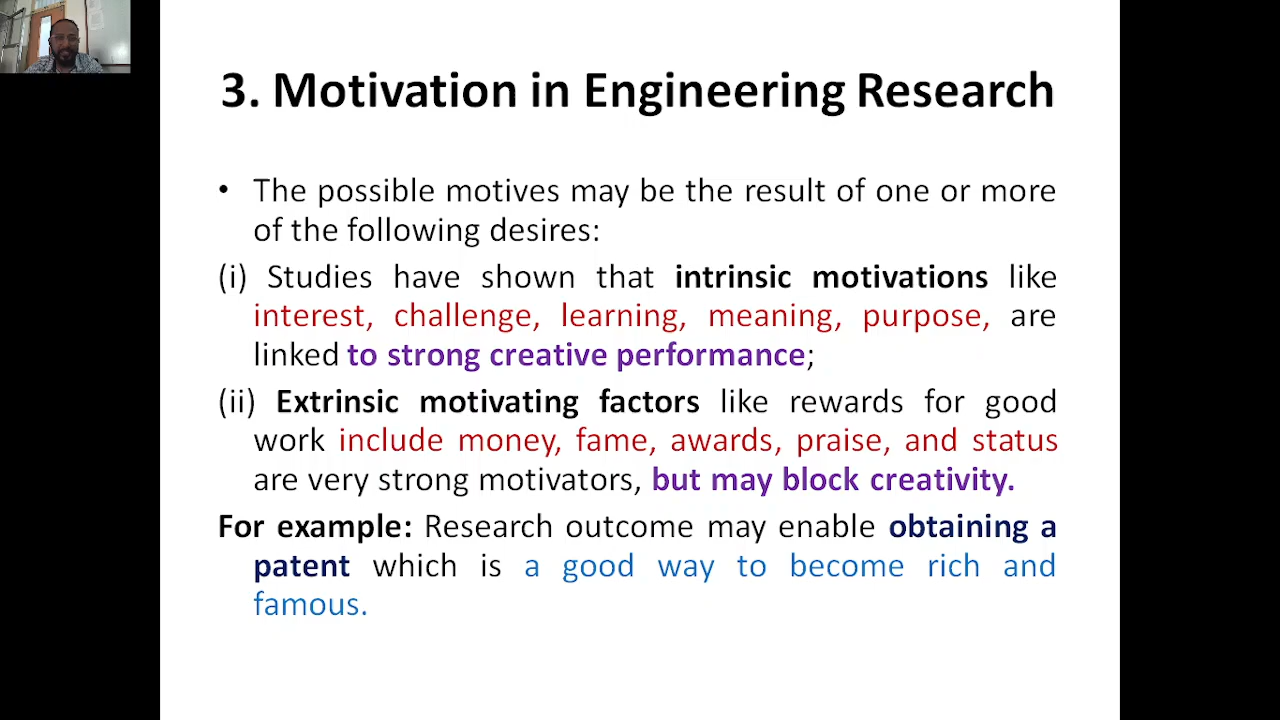 3. Motivation in Engineering Research
• The possible motives may be the result of one or more
of the following desires:
(i) Studies have shown that intrinsic motivations like
interest, challenge, learning, meaning, purpose, are
linked to strong creative performance;
(ii) Extrinsic motivating factors like rewards for good
work include money, fame, awards, praise, and status
are very strong motivators, but may block creativity.
For example: Research outcome may enable obtaining a
patent which is a good way to become rich and
famous.